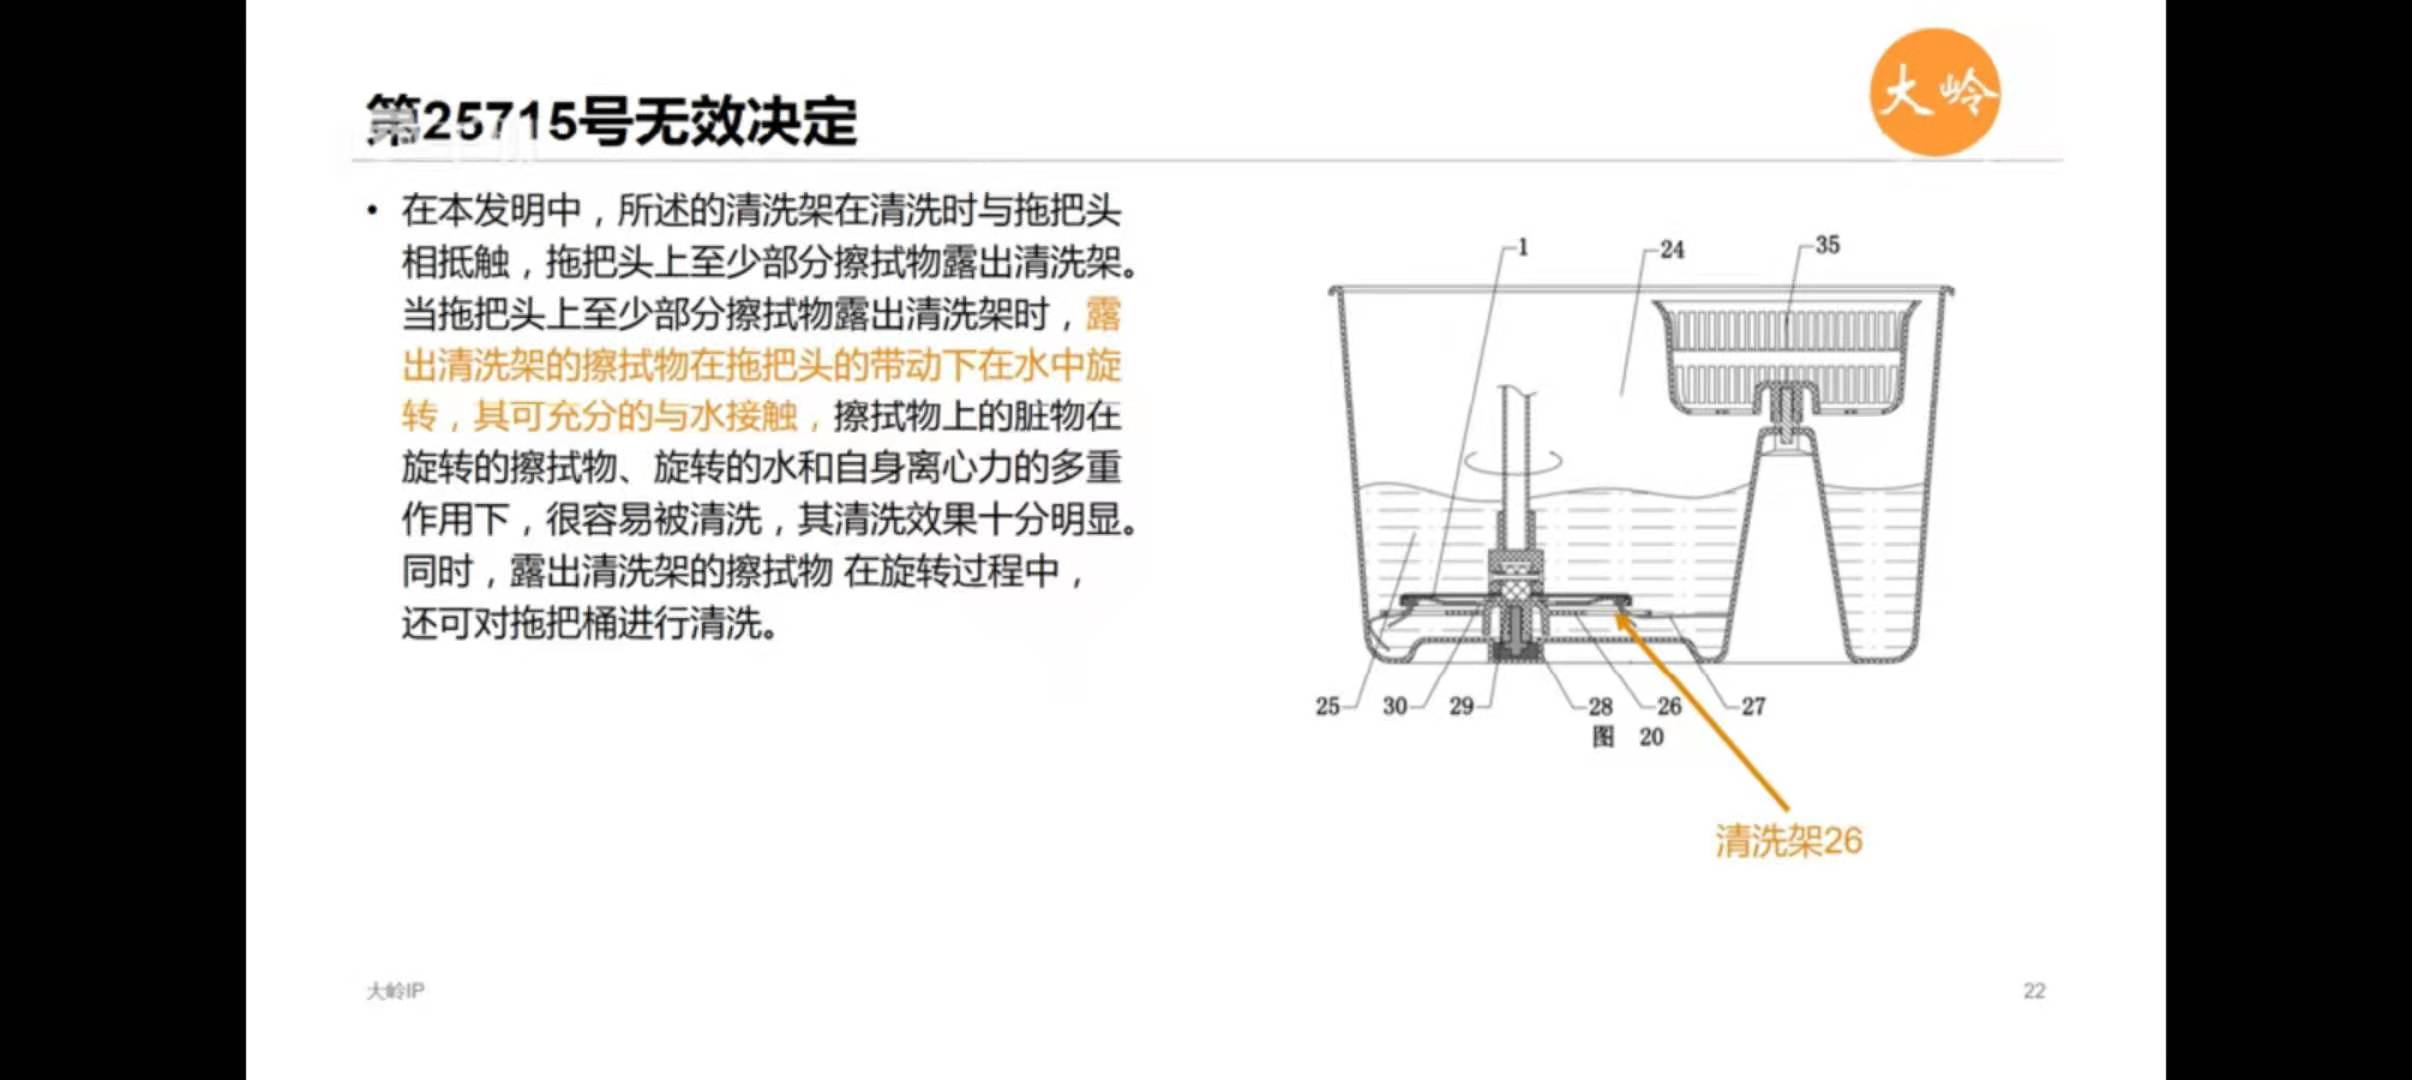 大岭
第25715号无效决定
• 在本发明中，所述的清洗架在清洗时与拖把头
相抵触，拖把头上至少部分擦拭物露出清洗架。
当拖把头上至少部分擦拭物露出清洗架时，露
出清洗架的擦拭物在拖把头的带动下在水中旋
转，其可充分的与水接触，擦拭物上的脏物在
旋转的擦拭物、旋转的水和自身离心力的多重
作用下，很容易被清洗，其清洗效果十分明显。
同时，露出清洗架的擦拭物 在旋转过程中，
还可对拖把桶进行清洗。
1 24 35
25 30 29 28 26 27
图 20
清洗架26
大岭IP 22